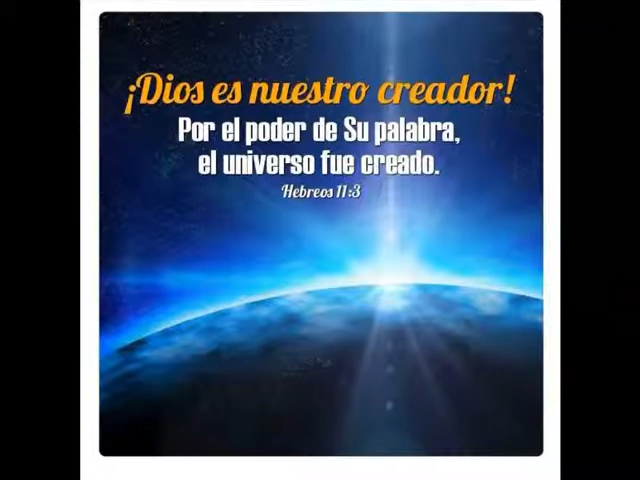 ¡Dios es nuestro creador!
Por el poder de Su palabra,
el universo fue creado.
Hebreos 11:3